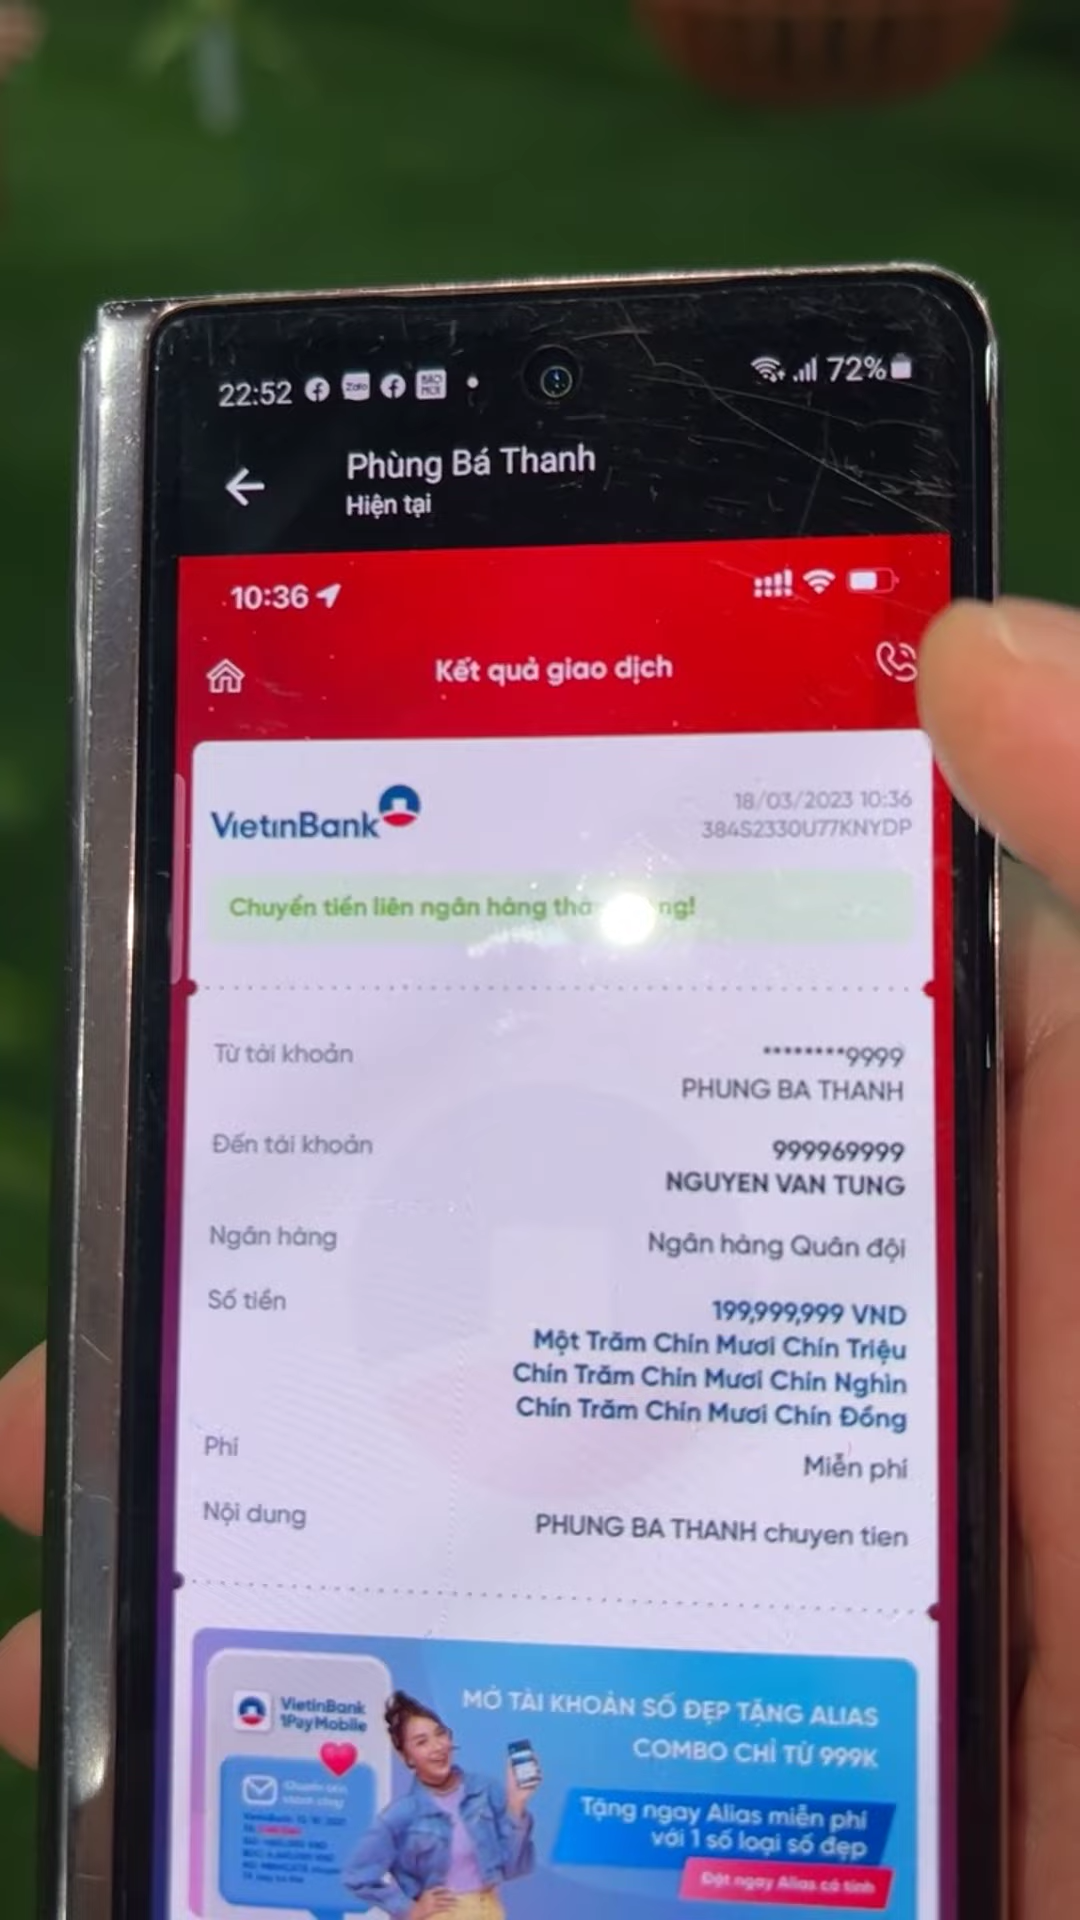 22:52
Zalo
BÁO MỚI
72%
Phùng Bá Thanh
Hiện tại
10:36
Kết quả giao dịch
VietinBank
18/03/2023 10:36
384S2330U77KNYDP
Chuyển tiền liên ngân hàng
Từ tài khoản
********9999
PHUNG BA THANH
Đến tài khoản
999969999
NGUYEN VAN TUNG
Ngân hàng
Ngân hàng Quân đội
Số tiền
199,999,999 VND
Một Trăm Chín Mươi Chín Triệu
Chín Trăm Chín Mươi Chín Nghìn
Chín Trăm Chín Mươi Chín Đồng
Phí
Miễn phí
Nội dung
PHUNG BA THANH chuyen tien
VietinBank
iPay Mobile
MỞ TÀI KHOẢN SỐ ĐẸP TẶNG ALIAS
COMBO CHỈ TỪ 999K
Tặng ngay Alias miễn phí
với 1 số loại số đẹp
Đặt ngay Alias cá tính